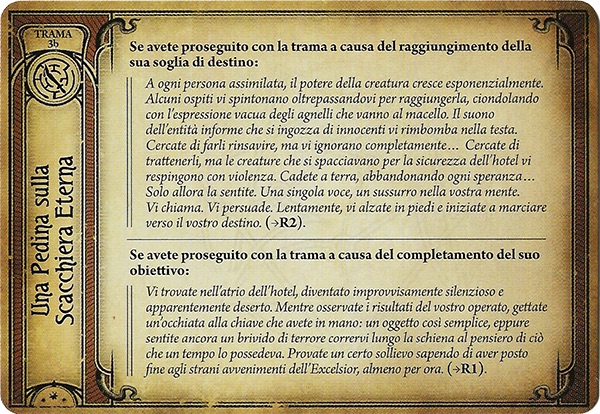 TRAMA
3b
Una Pedina sulla
Scacchiera Eterna
Se avete proseguito con la trama a causa del raggiungimento della
sua soglia di destino:
A ogni persona assimilata, il potere della creatura cresce esponenzialmente.
Alcuni ospiti vi spintonano oltrepassandovi per raggiungerla, ciondolando
con l'espressione vacua degli agnelli che vanno al macello. Il suono
dell'entità informe che si ingozza di innocenti vi rimbomba nella testa.
Cercate di farli rinsavire, ma vi ignorano completamente… Cercate di
trattenerli, ma le creature che si spacciavano per la sicurezza dell'hotel vi
respingono con violenza. Cadete a terra, abbandonando ogni speranza…
Solo allora la sentite. Una singola voce, un sussurro nella vostra mente.
Vi chiama. Vi persuade. Lentamente, vi alzate in piedi e iniziate a marciare
verso il vostro destino. (→R2).
Se avete proseguito con la trama a causa del completamento del suo
obiettivo:
Vi trovate nell'atrio dell'hotel, diventato improvvisamente silenzioso e
apparentemente deserto. Mentre osservate i risultati del vostro operato, gettate
un'occhiata alla chiave che avete in mano: un oggetto così semplice, eppure
sentite ancora un brivido di terrore corrervi lungo la schiena al pensiero di ciò
che un tempo lo possedeva. Provate un certo sollievo sapendo di aver posto
fine agli strani avvenimenti dell'Excelsior, almeno per ora. (→R1).